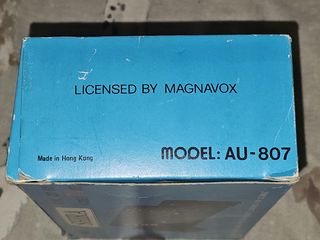 LICENSED BY MAGNAVOX
Made in Hong Kong
MODEL: AU-807